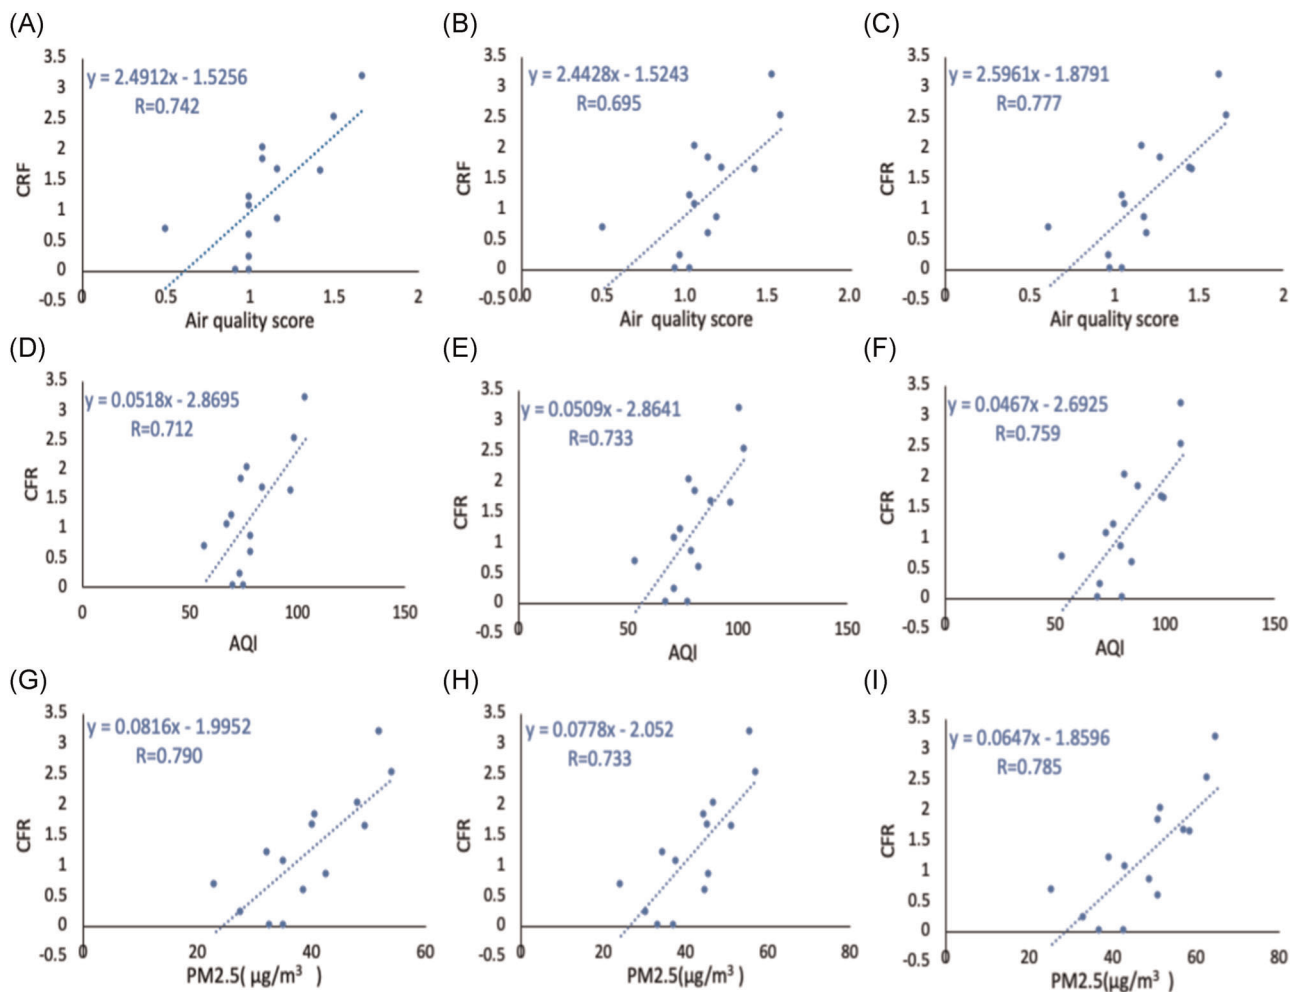 (A)
y = 2.4912x - 1.5256
R=0.742
3.5
3
2.5
2
1.5
1
0.5
0
-0.5
CRF
0 0.5 1 1.5 2
Air quality score
(B)
y = 2.4428x - 1.5243
R=0.695
3.5
3
2.5
2
1.5
1
0.5
0
-0.5
CRF
0.0 0.5 1.0 1.5 2.0
Air quality score
(C)
y = 2.5961x - 1.8791
R=0.777
3.5
3
2.5
2
1.5
1
0.5
0
-0.5
CFR
0 0.5 1 1.5 2
Air quality score
(D)
y = 0.0518x - 2.8695
R=0.712
3.5
3
2.5
2
1.5
1
0.5
0
CFR
0 50 100 150
AQI
(E)
y = 0.0509x - 2.8641
R=0.733
3.5
3
2.5
2
1.5
1
0.5
0
-0.5
CFR
0 50 100 150
AQI
(F)
y = 0.0467x - 2.6925
R=0.759
3.5
3
2.5
2
1.5
1
0.5
0
-0.5
CFR
0 50 100 150
AQI
(G)
y = 0.0816x - 1.9952
R=0.790
3.5
3
2.5
2
1.5
1
0.5
0
-0.5
CFR
0 20 40 60
PM2.5( μg/m³ )
(H)
y = 0.0778x - 2.052
R=0.733
3.5
3
2.5
2
1.5
1
0.5
0
-0.5
CFR
0 20 40 60 80
PM2.5(μg/m³ )
(I)
y = 0.0647x - 1.8596
R=0.785
3.5
3
2.5
2
1.5
1
0.5
0
-0.5
CFR
0 20 40 60 80
PM2.5(μg/m³ )